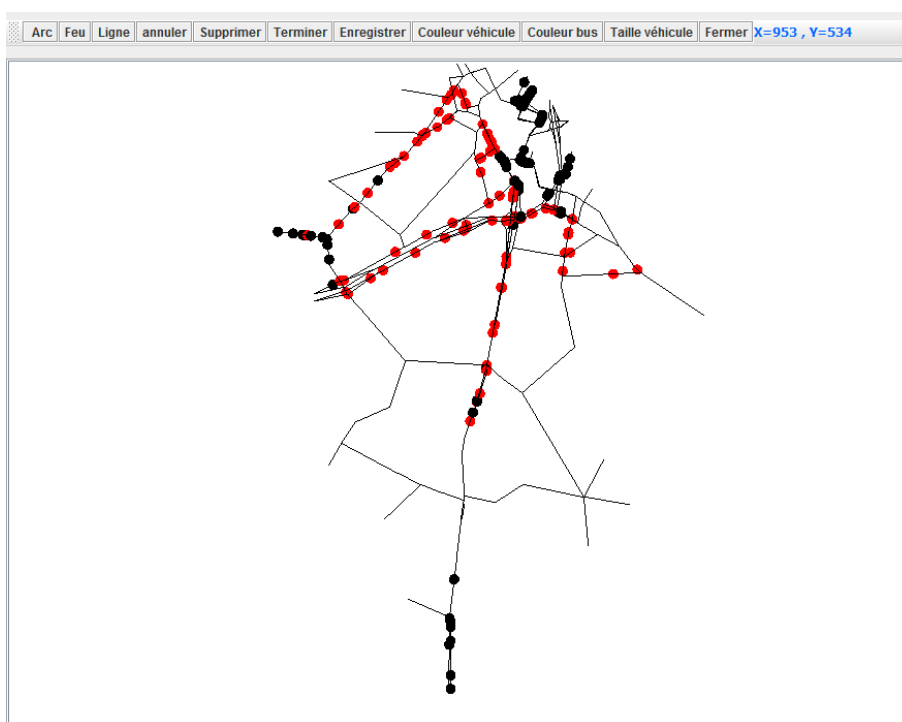 Arc Feu Ligne annuler Supprimer Terminer Enregistrer Couleur véhicule Couleur bus Taille véhicule Fermer X=953 , Y=534